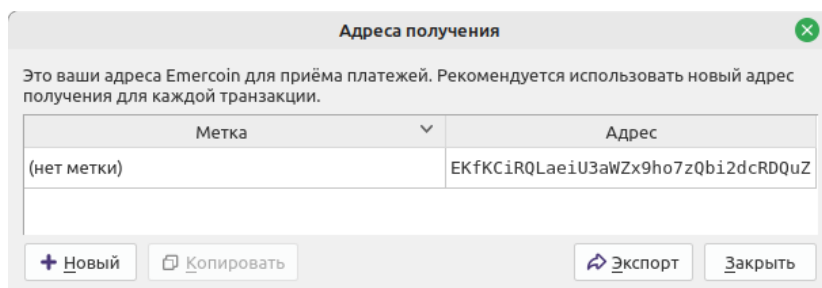 Адреса получения
Это ваши адреса Emercoin для приёма платежей. Рекомендуется использовать новый адрес
получения для каждой транзакции.
Метка Адрес
(нет метки) EKfKCiRQLaeiU3aWZx9ho7zQbi2dcRDQuZ
Новый Копировать Экспорт Закрыть